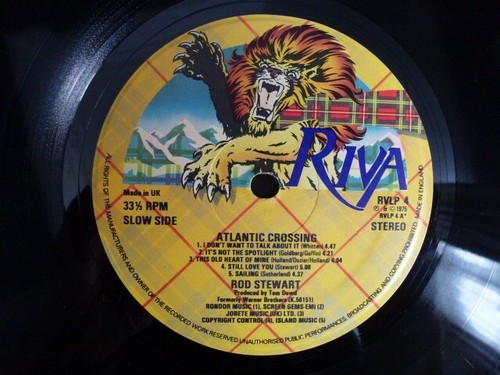 RIVA
Made in UK
33⅓ RPM
SLOW SIDE
RVLP 4
℗ & © 1975
RVLP 4 A*
STEREO
ATLANTIC CROSSING
1. I DON'T WANT TO TALK ABOUT IT (Whitten) 4.47
2. IT'S NOT THE SPOTLIGHT (Goldberg/Goffin) 4.21
3. THIS OLD HEART OF MINE (Holland/Dozier/Holland) 4.04
4. STILL LOVE YOU (Stewart) 5.08
5. SAILING (Sutherland) 4.37
ROD STEWART
Produced by Tom Dowd
Formerly Warner Brothers (K.56151)
RONDOR MUSIC (1), SCREEN GEMS-EMI (2)
JOBETE MUSIC (UK) LTD. (3)
COPYRIGHT CONTROL (4), ISLAND MUSIC (5)
ALL RIGHTS OF THE MANUFACTURERS AND OWNER OF THE RECORDED WORK RESERVED UNAUTHORISED PUBLIC PERFORMANCES, BROADCASTING AND COPYING PROHIBITED. MADE IN ENGLAND